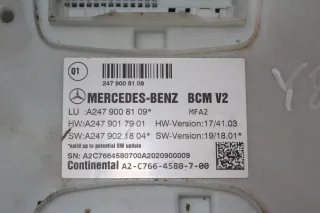 Q1
247 900 81 09
MERCEDES-BENZ BCM V2
LU :A247 900 81 09* MFA2
HW:A247 901 79 01 HW-Version:17/41.03
SW:A247 902 18 04* SW-Version:19/18.01*
*valid up to potential SW update
SN: A2C7664580700A2020900009
Continental A2-C766-4580-7-00